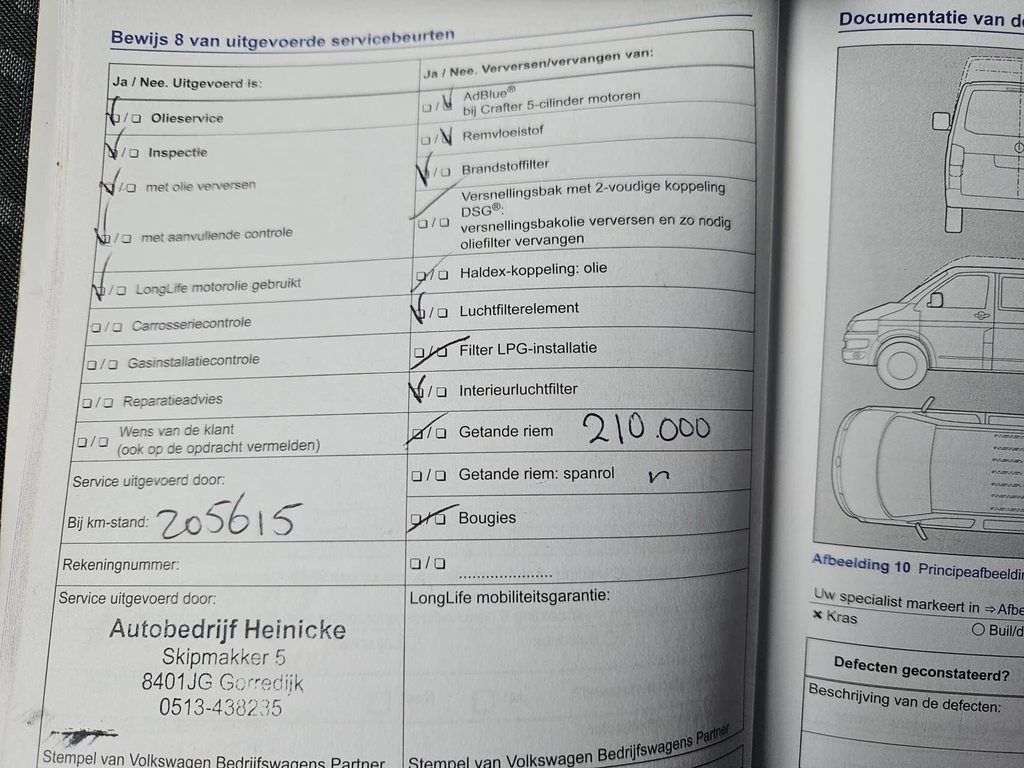 Bewijs 8 van uitgevoerde servicebeurten
Ja / Nee. Uitgevoerd is:
Olieservice
Inspectie
met olie verversen
met aanvullende controle
LongLife motorolie gebruikt
Carrosseriecontrole
Gasinstallatiecontrole
Reparatieadvies
Wens van de klant
(ook op de opdracht vermelden)
Service uitgevoerd door:
Bij km-stand: 205615
Rekeningnummer:
Service uitgevoerd door:
Autobedrijf Heinicke
Skipmakker 5
8401JG Gorredijk
0513-438235
Stempel van Volkswagen Bedrijfswagens Partner
Ja / Nee. Verversen/vervangen van:
AdBlue®
bij Crafter 5-cilinder motoren
Remvloeistof
Brandstoffilter
Versnellingsbak met 2-voudige koppeling
DSG®:
versnellingsbakolie verversen en zo nodig
oliefilter vervangen
Haldex-koppeling: olie
Luchtfilterelement
Filter LPG-installatie
Interieurluchtfilter
Getande riem 210.000
Getande riem: spanrol n
Bougies
LongLife mobiliteitsgarantie:
Stempel van Volkswagen Bedrijfswagens Partner
Documentatie van de
Afbeelding 10 Principeafbeeldin
Uw specialist markeert in ⇒ Afbe
× Kras
○ Buil/d
Defecten geconstateerd?
Beschrijving van de defecten: